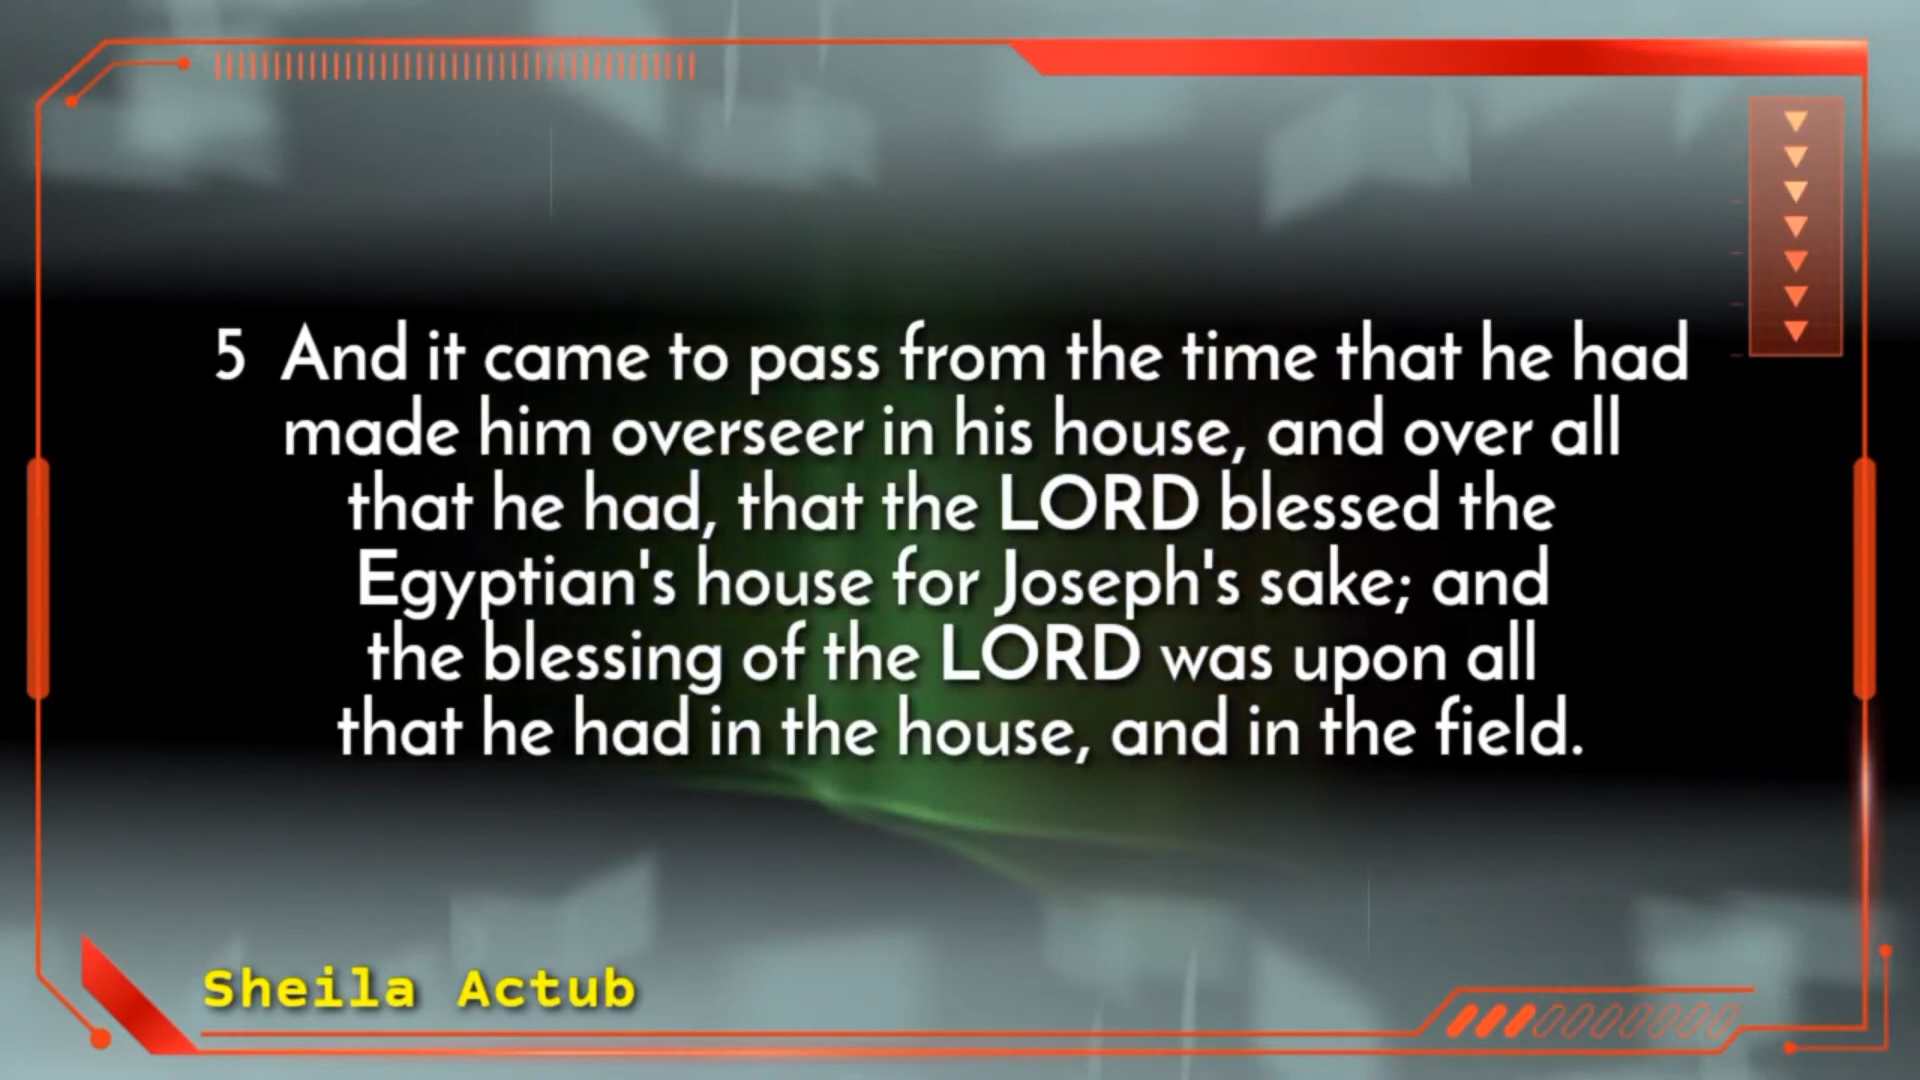 5 And it came to pass from the time that he had
made him overseer in his house, and over all
that he had, that the LORD blessed the
Egyptian's house for Joseph's sake; and
the blessing of the LORD was upon all
that he had in the house, and in the field.
Sheila Actub